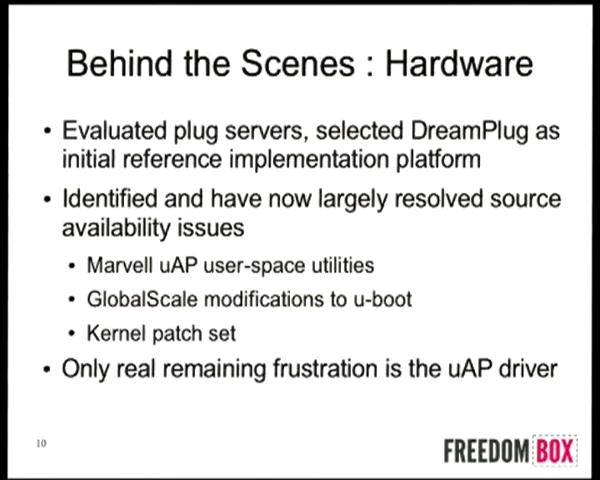 Behind the Scenes : Hardware
• Evaluated plug servers, selected DreamPlug as
initial reference implementation platform
• Identified and have now largely resolved source
availability issues
• Marvell uAP user-space utilities
• GlobalScale modifications to u-boot
• Kernel patch set
• Only real remaining frustration is the uAP driver
10
FREEDOM BOX